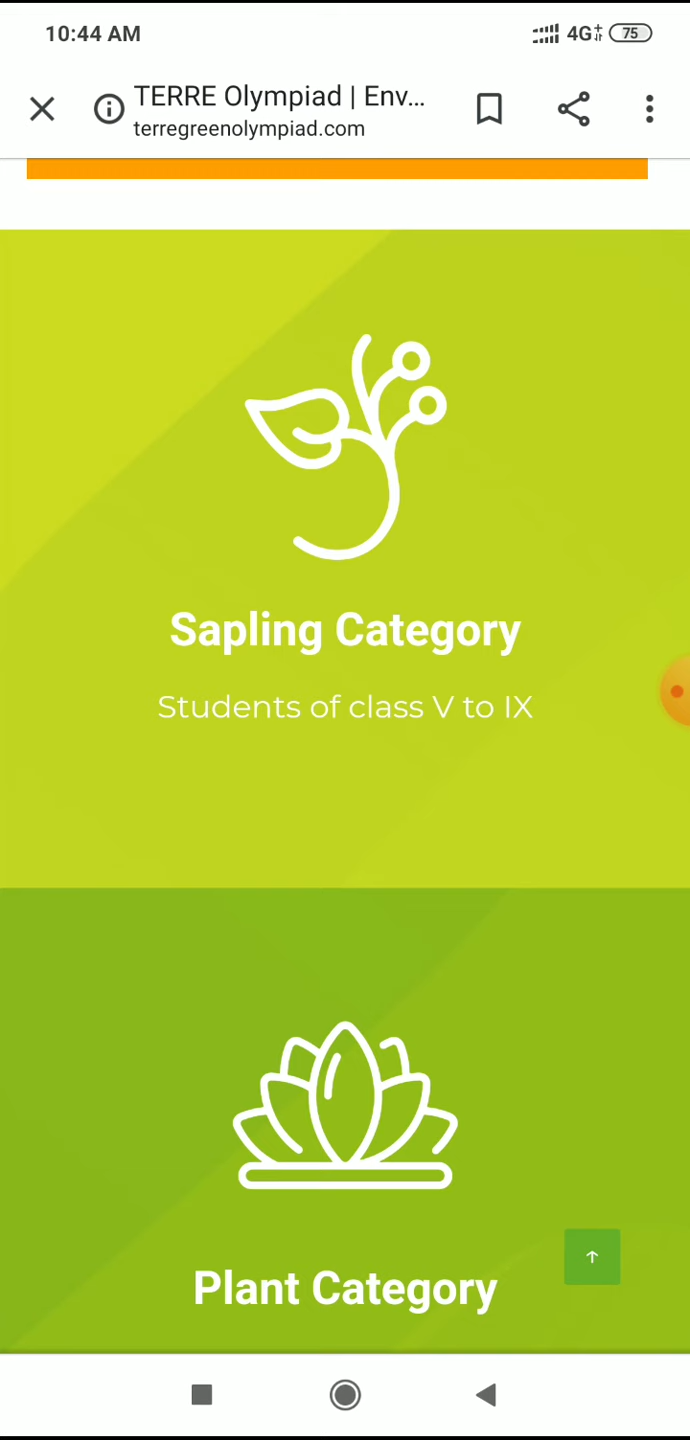 10:44 AM
4G+
75
TERRE Olympiad | Env...
terregreenolympiad.com
Sapling Category
Students of class V to IX
Plant Category